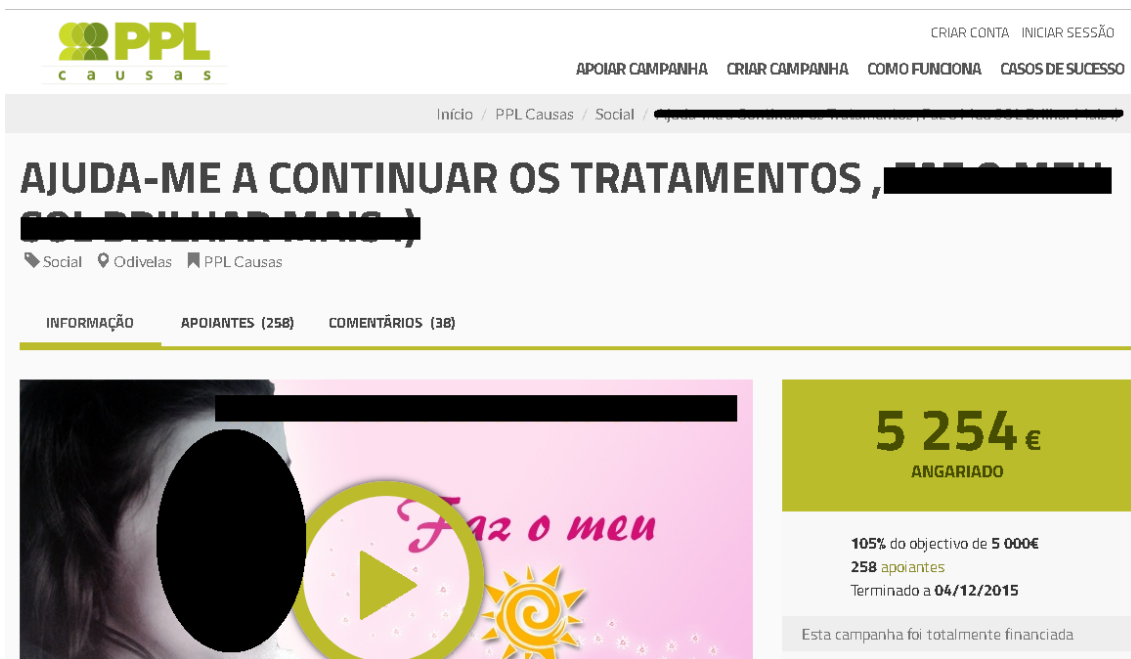 PPL
causas
CRIAR CONTA INICIAR SESSÃO
APOIAR CAMPANHA CRIAR CAMPANHA COMO FUNCIONA CASOS DE SUCESSO
Início / PPL Causas / Social /
AJUDA-ME A CONTINUAR OS TRATAMENTOS ,
Social Odivelas PPL Causas
INFORMAÇÃO APOIANTES (258) COMENTÁRIOS (38)
Faz o meu
5 254 €
ANGARIADO
105% do objectivo de 5 000€
258 apoiantes
Terminado a 04/12/2015
Esta campanha foi totalmente financiada